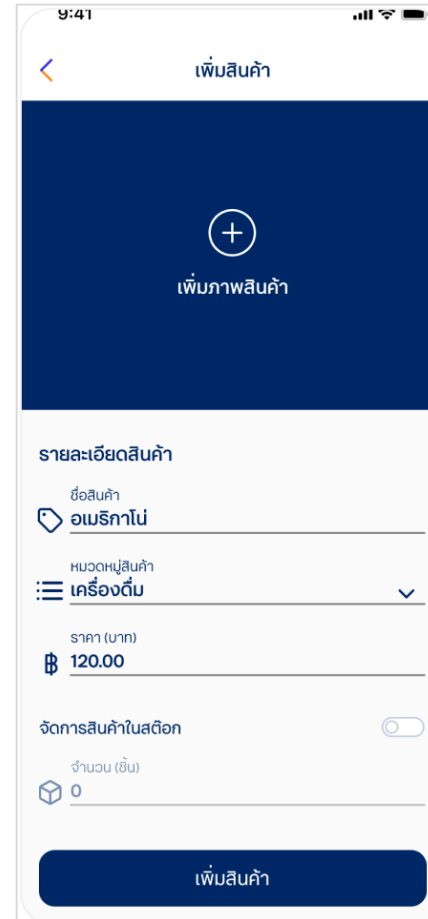 9:41
เพิ่มสินค้า
เพิ่มภาพสินค้า
รายละเอียดสินค้า
ชื่อสินค้า
อเมริกาโน่
หมวดหมู่สินค้า
เครื่องดื่ม
ราคา (บาท)
฿ 120.00
จัดการสินค้าในสต๊อก
จำนวน (ชิ้น)
0
เพิ่มสินค้า